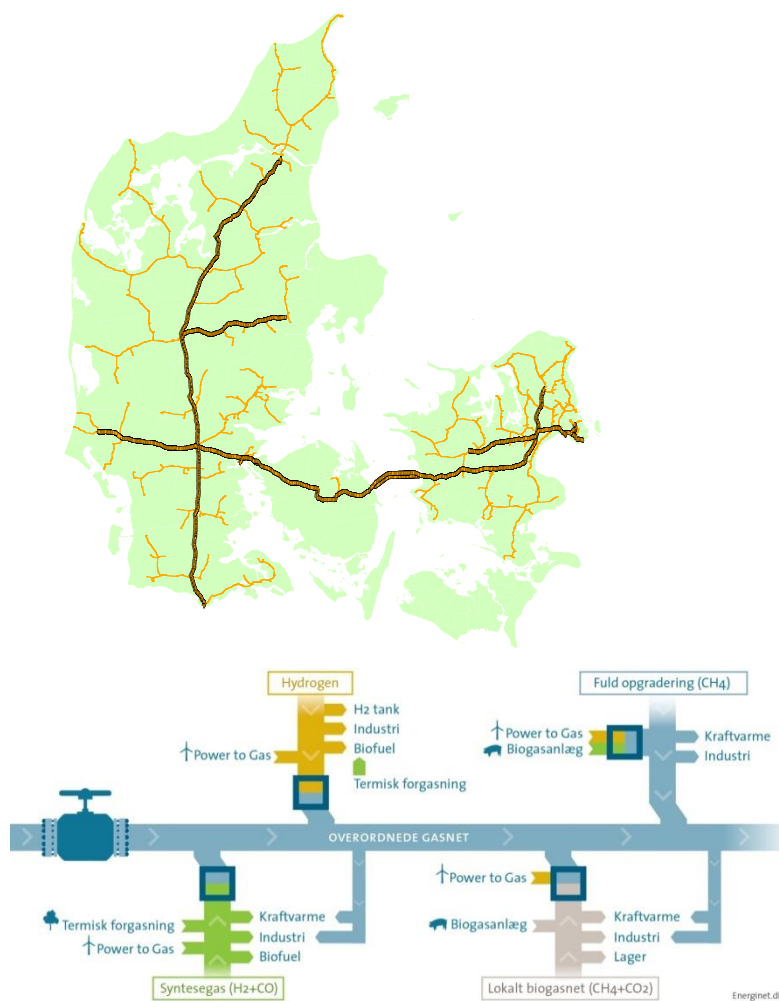 Hydrogen
H2 tank
Industri
Biofuel
Power to Gas
Termisk forgasning
Fuld opgradering (CH4)
Power to Gas
Biogasanlæg
Kraftvarme
Industri
OVERORDNEDE GASNET
Termisk forgasning
Power to Gas
Kraftvarme
Industri
Biofuel
Syntesegas (H2+CO)
Power to Gas
Biogasanlæg
Kraftvarme
Industri
Lager
Lokalt biogasnet (CH4+CO2)